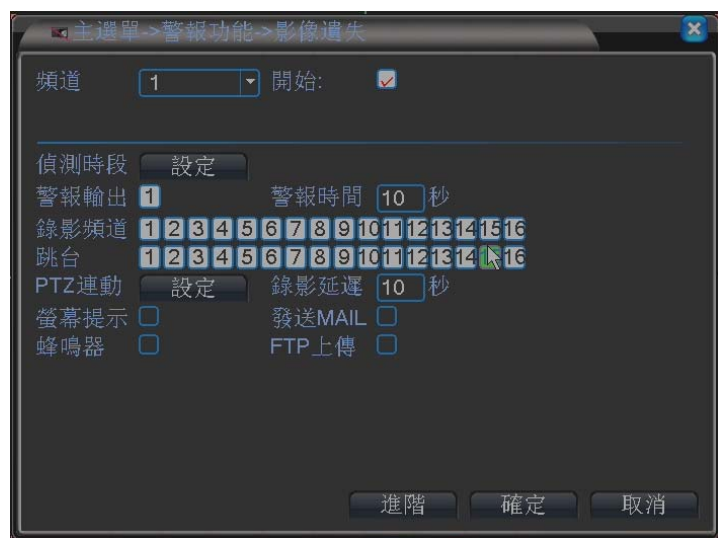 主選單->警報功能->影像遺失
頻道 1 開始:
偵測時段 設定
警報輸出 1 警報時間 10 秒
錄影頻道 1 2 3 4 5 6 7 8 9 10 11 12 13 14 15 16
跳台 1 2 3 4 5 6 7 8 9 10 11 12 13 14 16
PTZ連動 設定 錄影延遲 10 秒
螢幕提示 發送MAIL
蜂鳴器 FTP上傳
進階 確定 取消